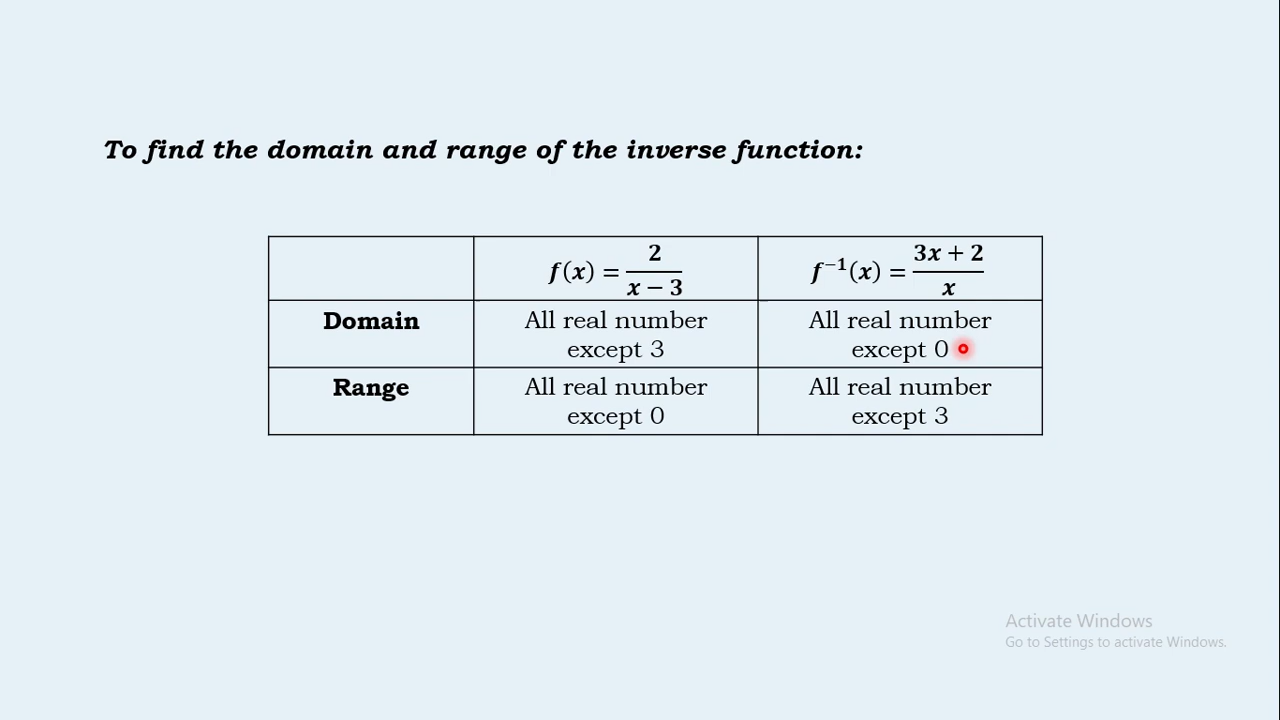 To find the domain and range of the inverse function:
f(x) = 2/(x − 3)
f⁻¹(x) = (3x + 2)/x
Domain
All real number
except 3
All real number
except 0
Range
All real number
except 0
All real number
except 3
Activate Windows
Go to Settings to activate Windows.